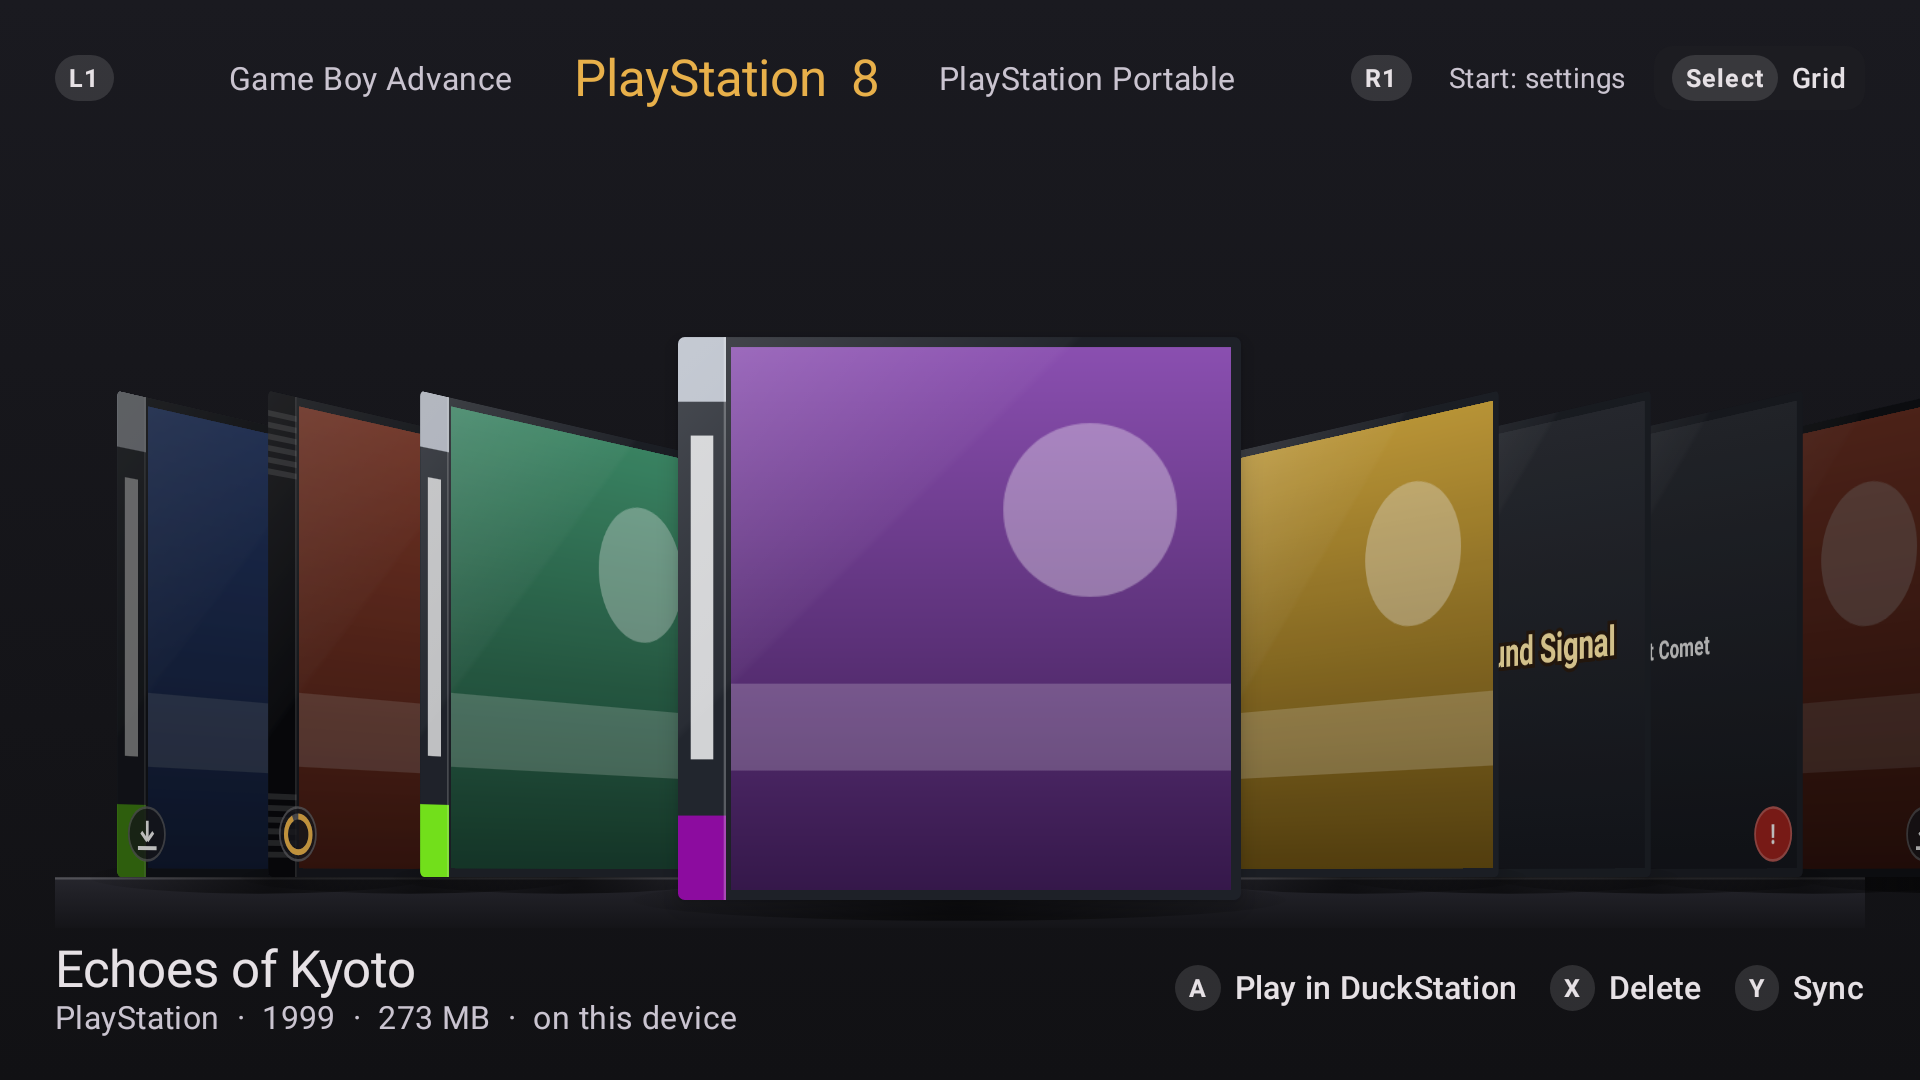 L1 Game Boy Advance PlayStation 8 PlayStation Portable R1 Start: settings Select Grid
Signal
Comet
!
Echoes of Kyoto
PlayStation · 1999 · 273 MB · on this device
A Play in DuckStation X Delete Y Sync